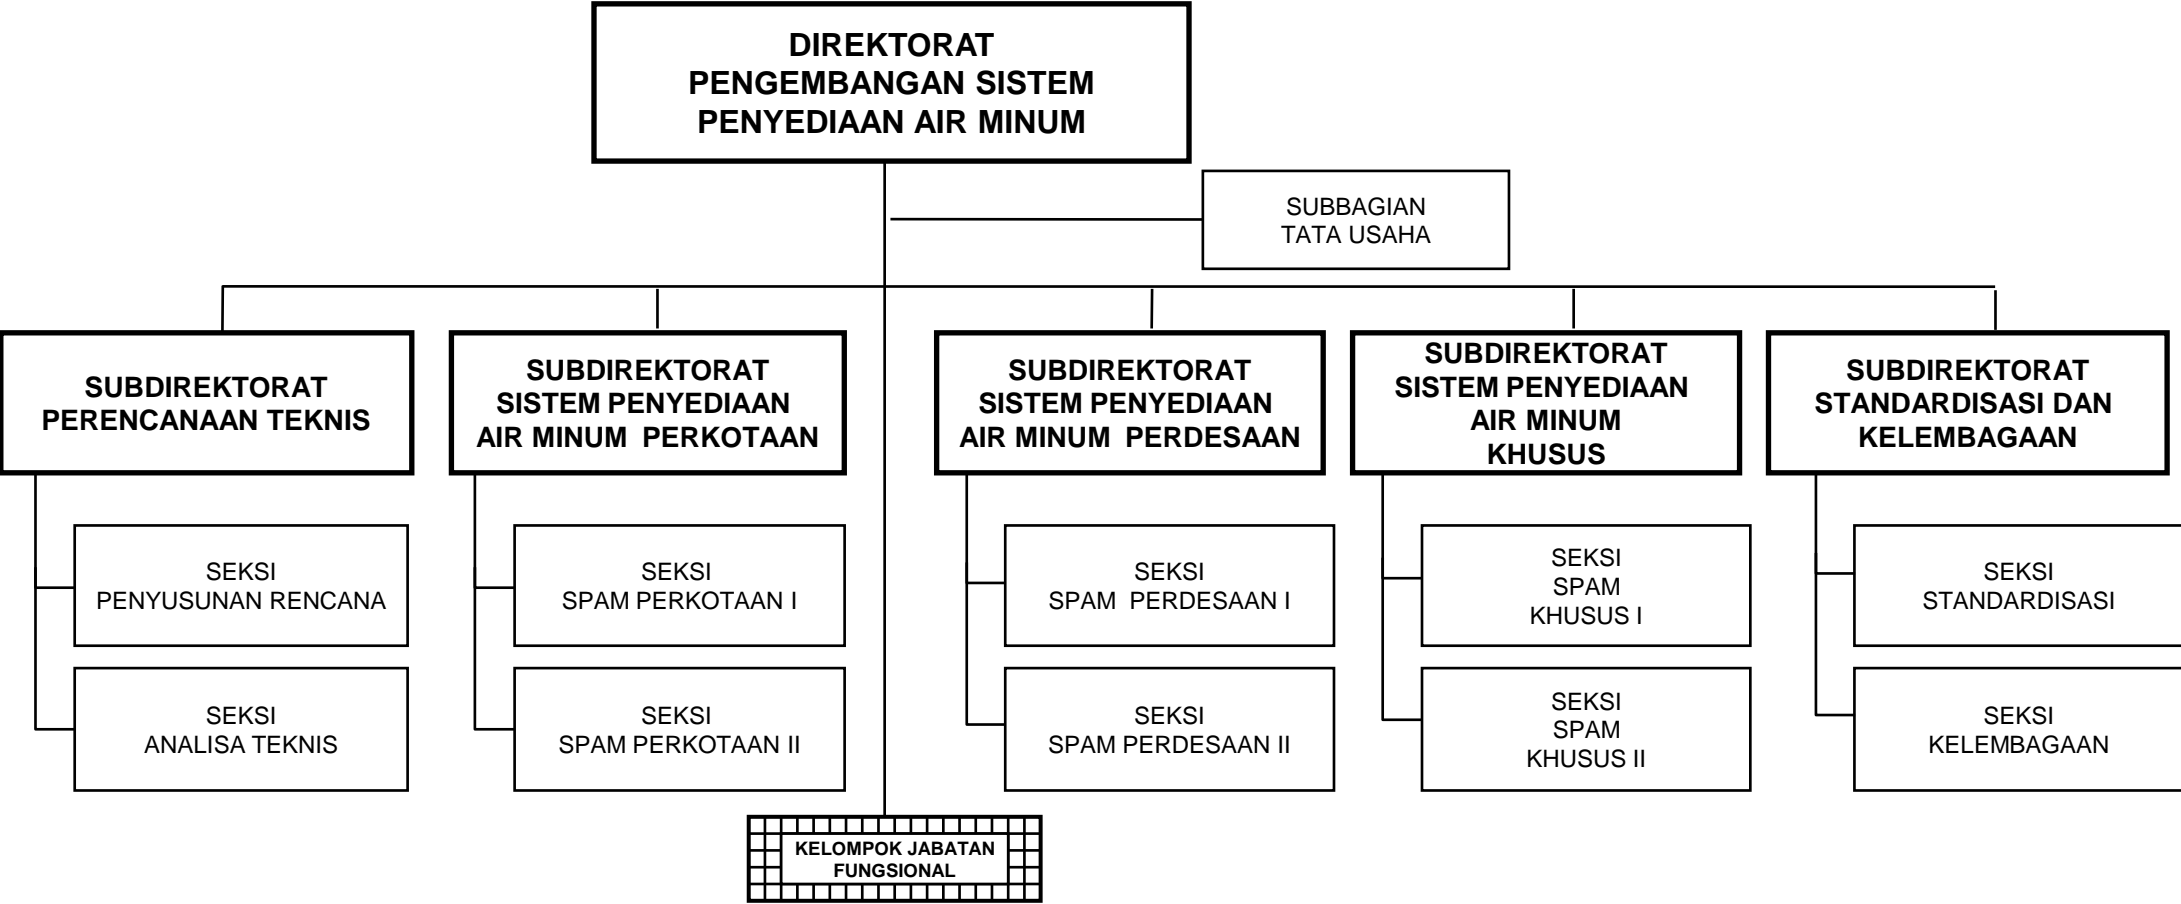 DIREKTORAT
PENGEMBANGAN SISTEM
PENYEDIAAN AIR MINUM
SUBBAGIAN
TATA USAHA
SUBDIREKTORAT
PERENCANAAN TEKNIS
SUBDIREKTORAT
SISTEM PENYEDIAAN
AIR MINUM PERKOTAAN
SUBDIREKTORAT
SISTEM PENYEDIAAN
AIR MINUM PERDESAAN
SUBDIREKTORAT
SISTEM PENYEDIAAN
AIR MINUM
KHUSUS
SUBDIREKTORAT
STANDARDISASI DAN
KELEMBAGAAN
SEKSI
PENYUSUNAN RENCANA
SEKSI
SPAM PERKOTAAN I
SEKSI
SPAM PERDESAAN I
SEKSI
SPAM
KHUSUS I
SEKSI
STANDARDISASI
SEKSI
ANALISA TEKNIS
SEKSI
SPAM PERKOTAAN II
SEKSI
SPAM PERDESAAN II
SEKSI
SPAM
KHUSUS II
SEKSI
KELEMBAGAAN
KELOMPOK JABATAN
FUNGSIONAL